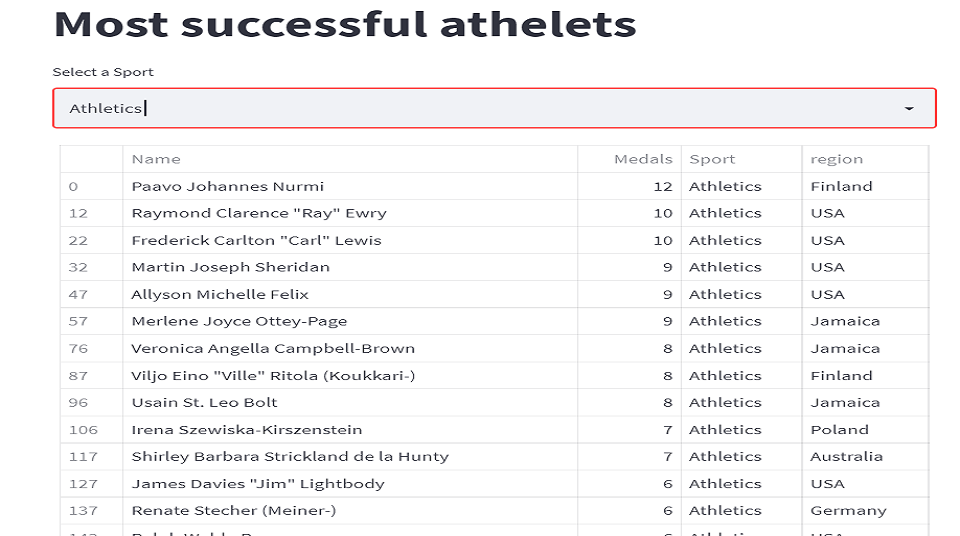 Most successful athelets
Select a Sport
Athletics
Name Medals Sport region
0 Paavo Johannes Nurmi 12 Athletics Finland
12 Raymond Clarence "Ray" Ewry 10 Athletics USA
22 Frederick Carlton "Carl" Lewis 10 Athletics USA
32 Martin Joseph Sheridan 9 Athletics USA
47 Allyson Michelle Felix 9 Athletics USA
57 Merlene Joyce Ottey-Page 9 Athletics Jamaica
76 Veronica Angella Campbell-Brown 8 Athletics Jamaica
87 Viljo Eino "Ville" Ritola (Koukkari-) 8 Athletics Finland
96 Usain St. Leo Bolt 8 Athletics Jamaica
106 Irena Szewiska-Kirszenstein 7 Athletics Poland
117 Shirley Barbara Strickland de la Hunty 7 Athletics Australia
127 James Davies "Jim" Lightbody 6 Athletics USA
137 Renate Stecher (Meiner-) 6 Athletics Germany